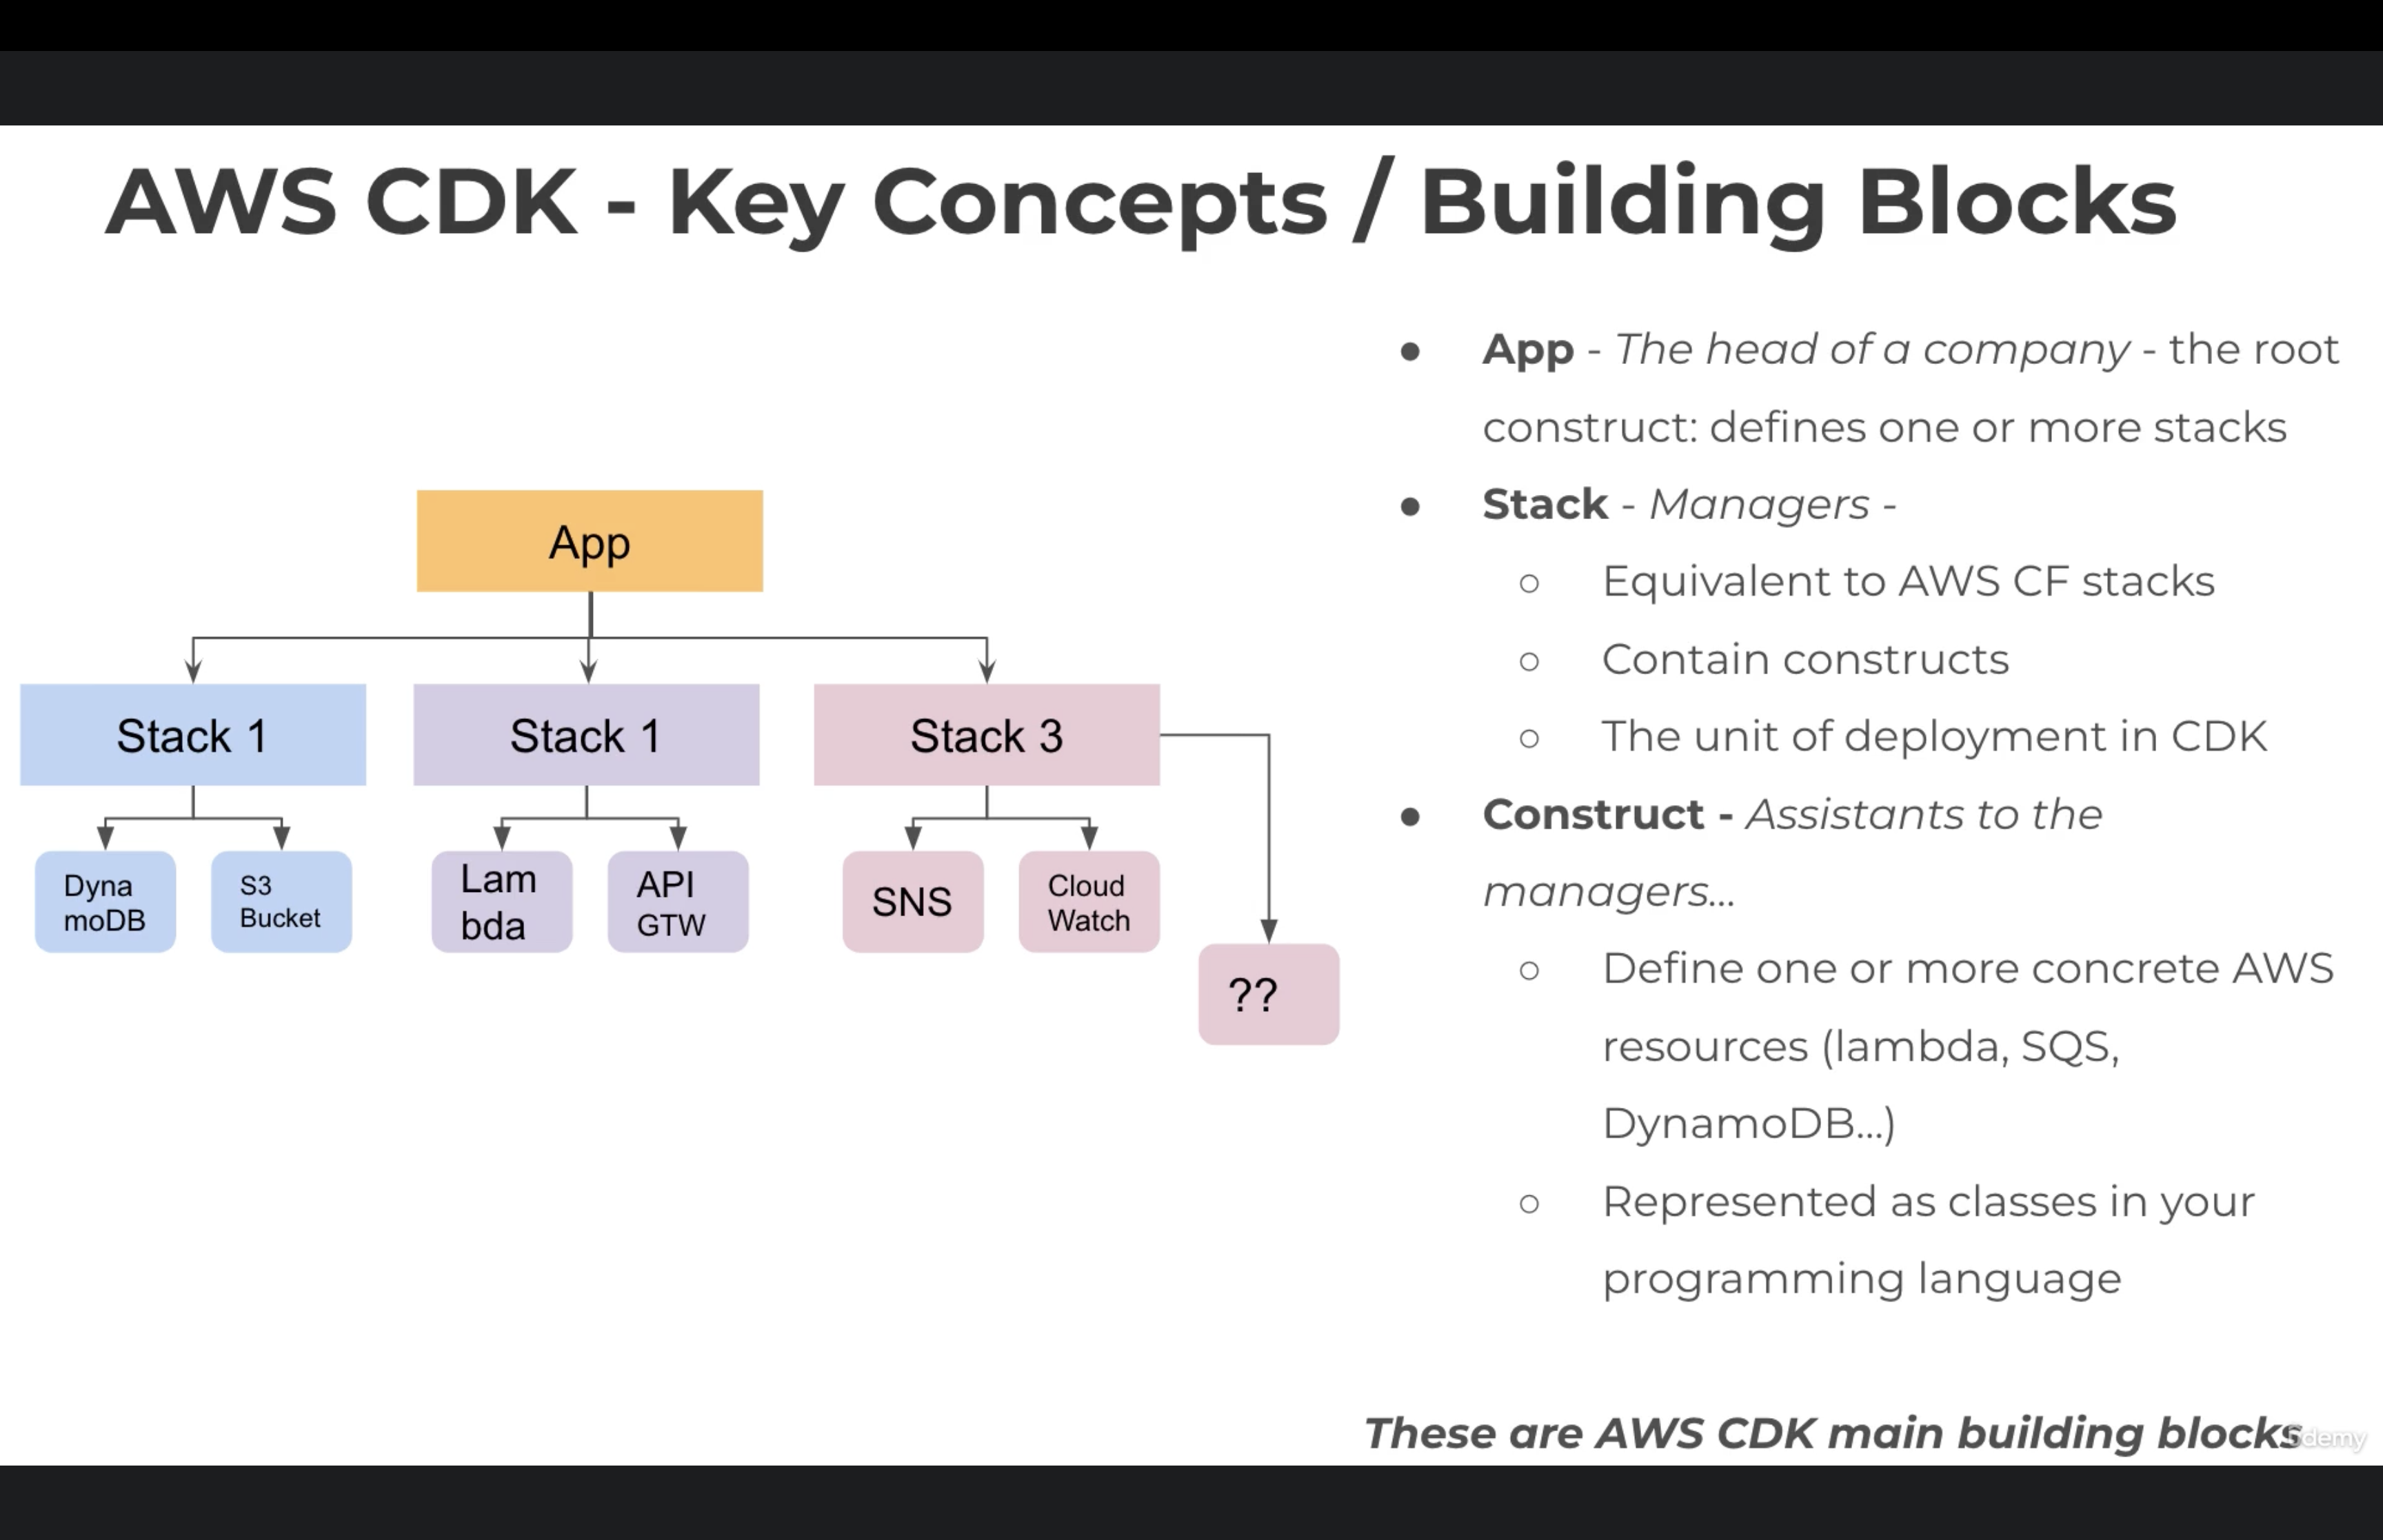 AWS CDK - Key Concepts / Building Blocks
App
Stack 1
Stack 1
Stack 3
Dyna
moDB
S3
Bucket
Lam
bda
API
GTW
SNS
Cloud
Watch
??
● App - The head of a company - the root
construct: defines one or more stacks
● Stack - Managers -
○ Equivalent to AWS CF stacks
○ Contain constructs
○ The unit of deployment in CDK
● Construct - Assistants to the
managers...
○ Define one or more concrete AWS
resources (lambda, SQS,
DynamoDB...)
○ Represented as classes in your
programming language
These are AWS CDK main building blocks